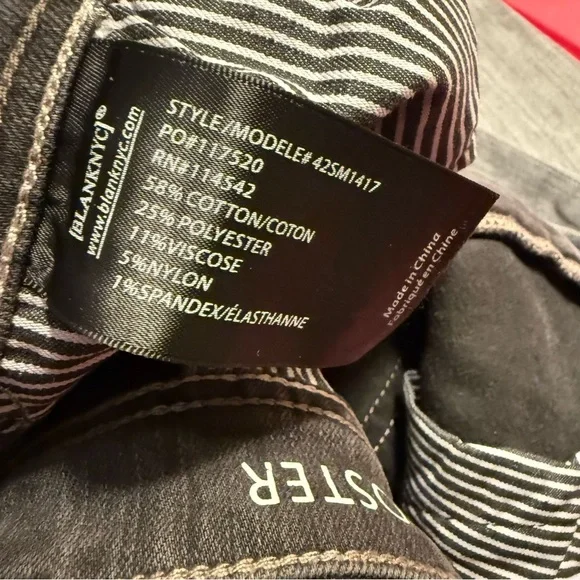 [BLANKNYC]®
www.blanknyc.com
STYLE/MODELE# 42SM1417
PO#117520
RN#114542
58%COTTON/COTON
25% POLYESTER
11%VISCOSE
5%NYLON
1%SPANDEX/ÉLASTHANNE
Made in China
Fabriqué en Chine